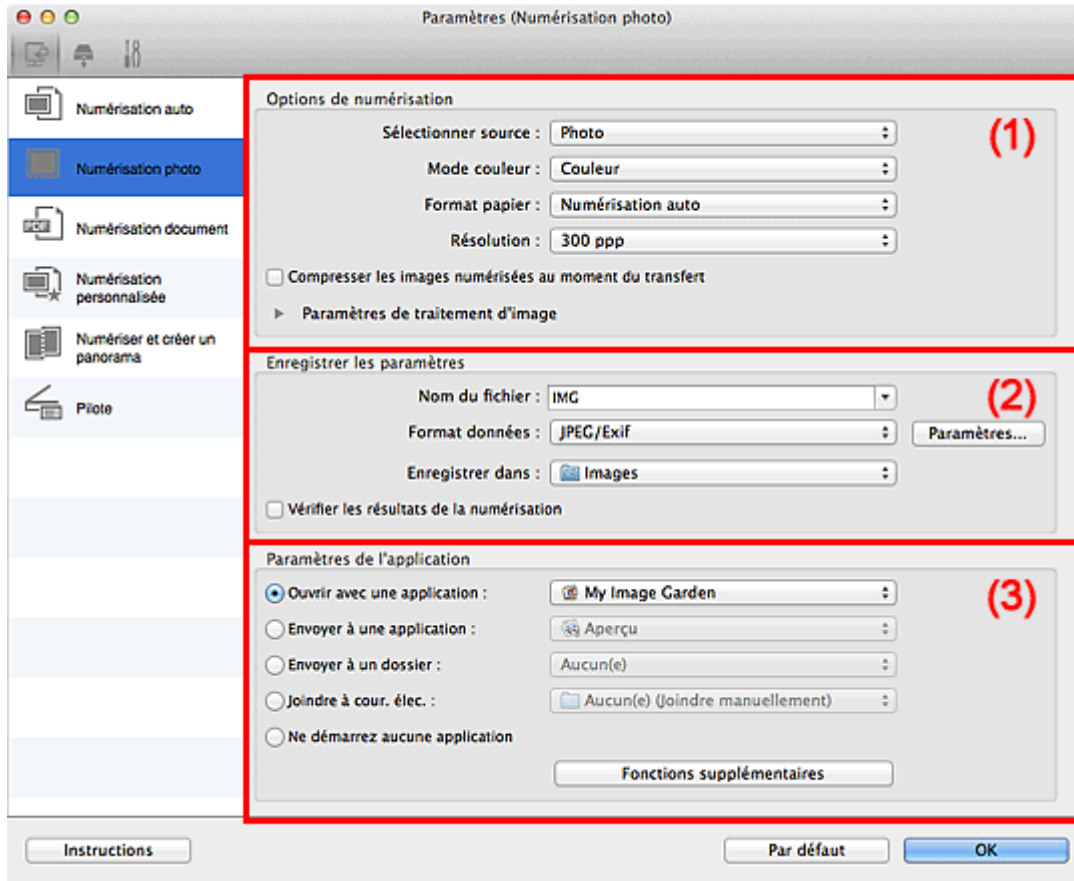 Paramètres (Numérisation photo)
Numérisation auto
Numérisation photo
Numérisation document
Numérisation
personnalisée
Numériser et créer un
panorama
Pilote
Options de numérisation
(1)
Sélectionner source : Photo
Mode couleur : Couleur
Format papier : Numérisation auto
Résolution : 300 ppp
Compresser les images numérisées au moment du transfert
Paramètres de traitement d'image
Enregistrer les paramètres
(2)
Nom du fichier : IMG
Format données : JPEG/Exif Paramètres...
Enregistrer dans : Images
Vérifier les résultats de la numérisation
Paramètres de l'application
(3)
Ouvrir avec une application : My Image Garden
Envoyer à une application : Aperçu
Envoyer à un dossier : Aucun(e)
Joindre à cour. élec. : Aucun(e) (Joindre manuellement)
Ne démarrez aucune application
Fonctions supplémentaires
Instructions Par défaut OK